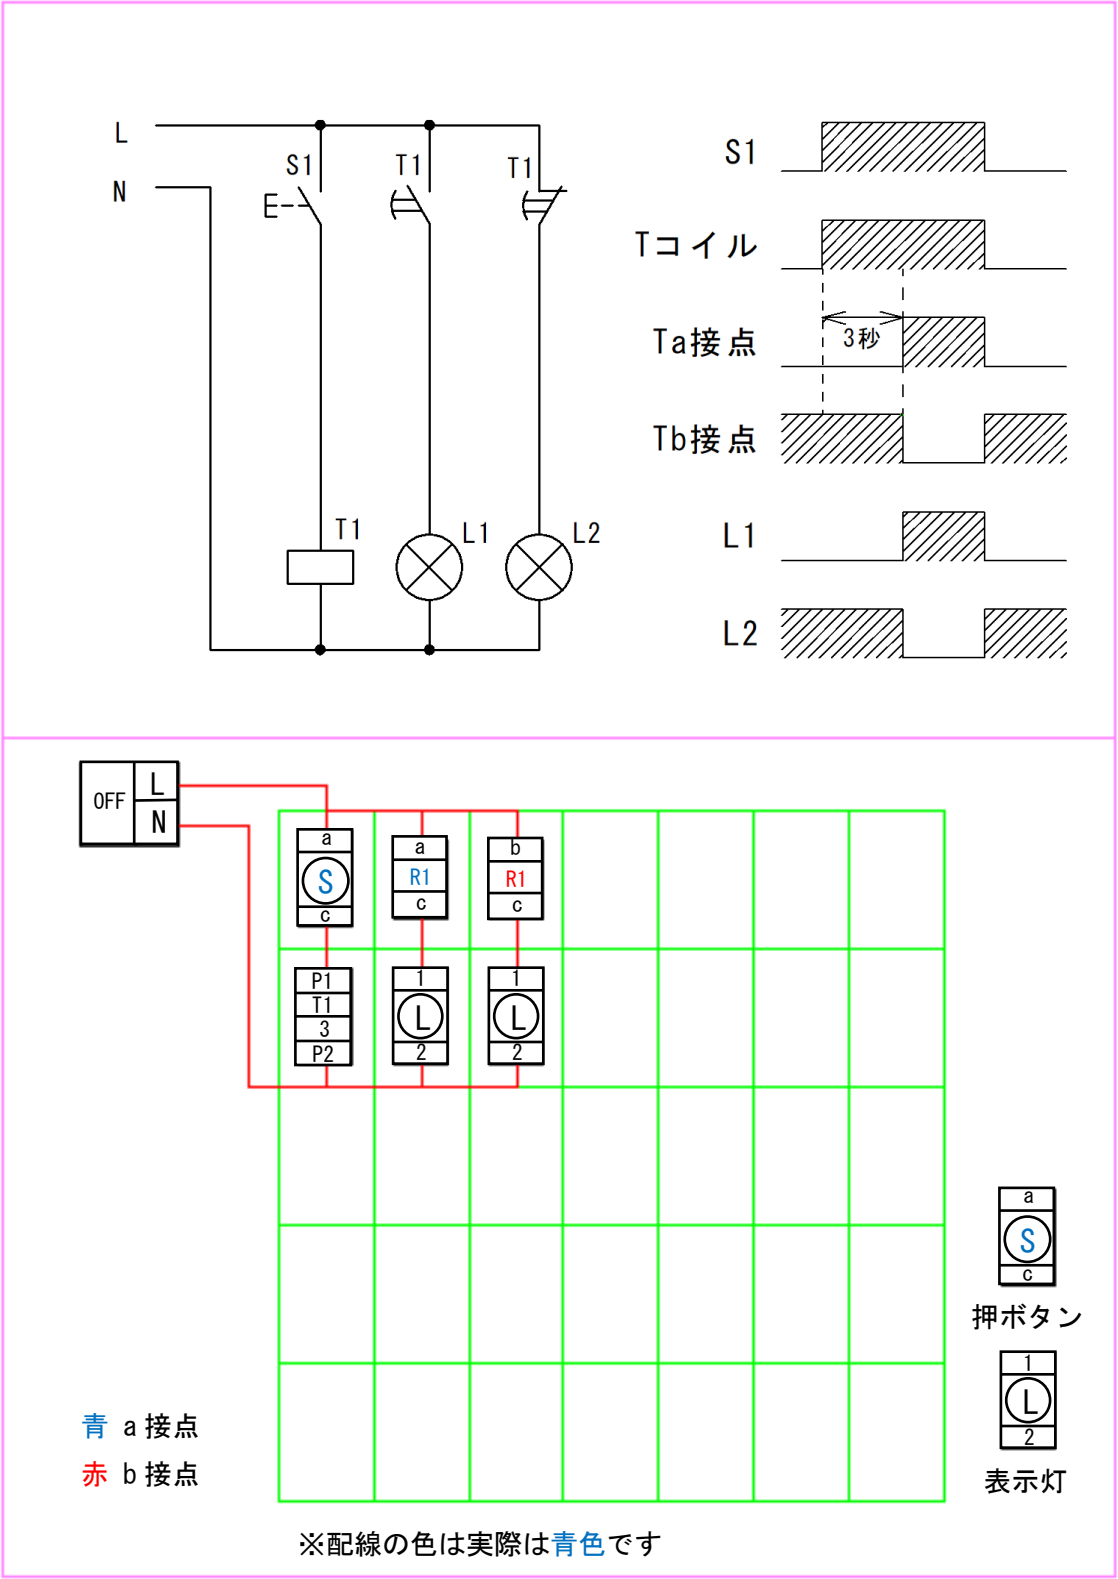 L
N
S1
T1
T1
T1
L1
L2
S1
Tコイル
Ta接点
3秒
Tb接点
L1
L2
OFF
L
N
a
S
c
a
R1
c
b
R1
c
P1
T1
3
P2
1
L
2
1
L
2
a
S
c
押ボタン
1
L
2
表示灯
青 a接点
赤 b接点
※配線の色は実際は青色です